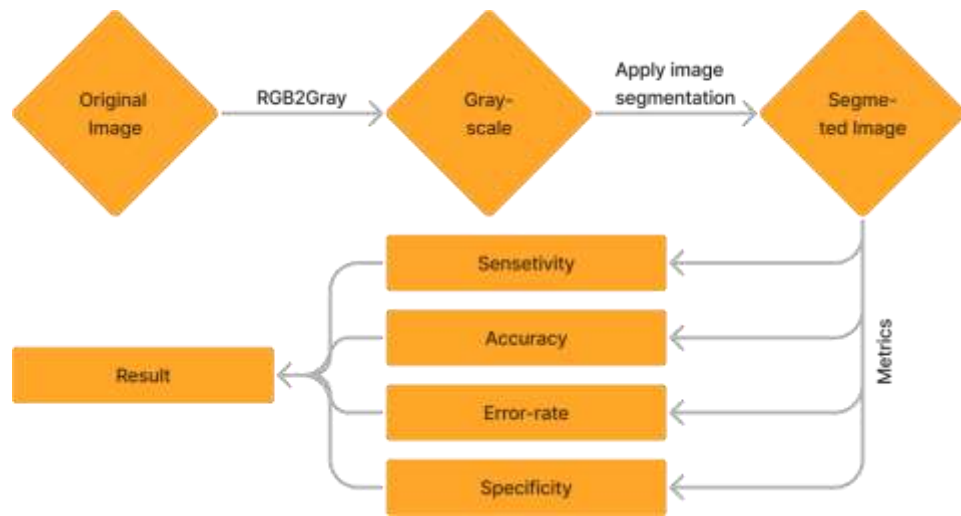 Original
Image
RGB2Gray
Gray-
scale
Apply image
segmentation
Segme-
ted Image
Sensetivity
Accuracy
Metrics
Result
Error-rate
Specificity